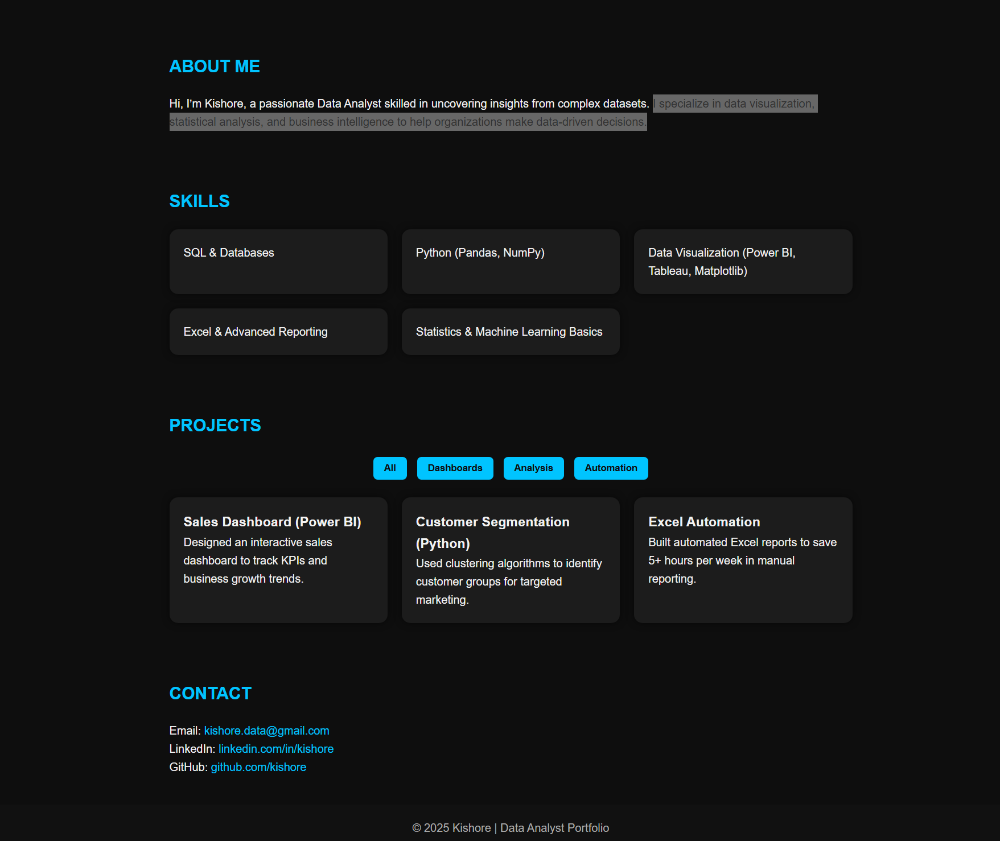 ABOUT ME
Hi, I’m Kishore, a passionate Data Analyst skilled in uncovering insights from complex datasets. I specialize in data visualization,
statistical analysis, and business intelligence to help organizations make data-driven decisions.
SKILLS
SQL & Databases
Python (Pandas, NumPy)
Data Visualization (Power BI,
Tableau, Matplotlib)
Excel & Advanced Reporting
Statistics & Machine Learning Basics
PROJECTS
All
Dashboards
Analysis
Automation
Sales Dashboard (Power BI)
Designed an interactive sales
dashboard to track KPIs and
business growth trends.
Customer Segmentation
(Python)
Used clustering algorithms to identify
customer groups for targeted
marketing.
Excel Automation
Built automated Excel reports to save
5+ hours per week in manual
reporting.
CONTACT
Email: kishore.data@gmail.com
LinkedIn: linkedin.com/in/kishore
GitHub: github.com/kishore
© 2025 Kishore | Data Analyst Portfolio